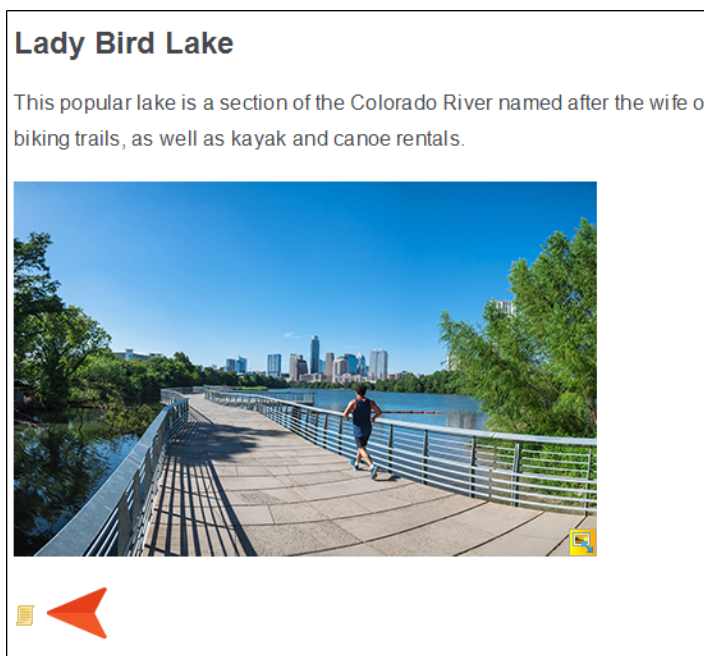 Lady Bird Lake
This popular lake is a section of the Colorado River named after the wife o
biking trails, as well as kayak and canoe rentals.